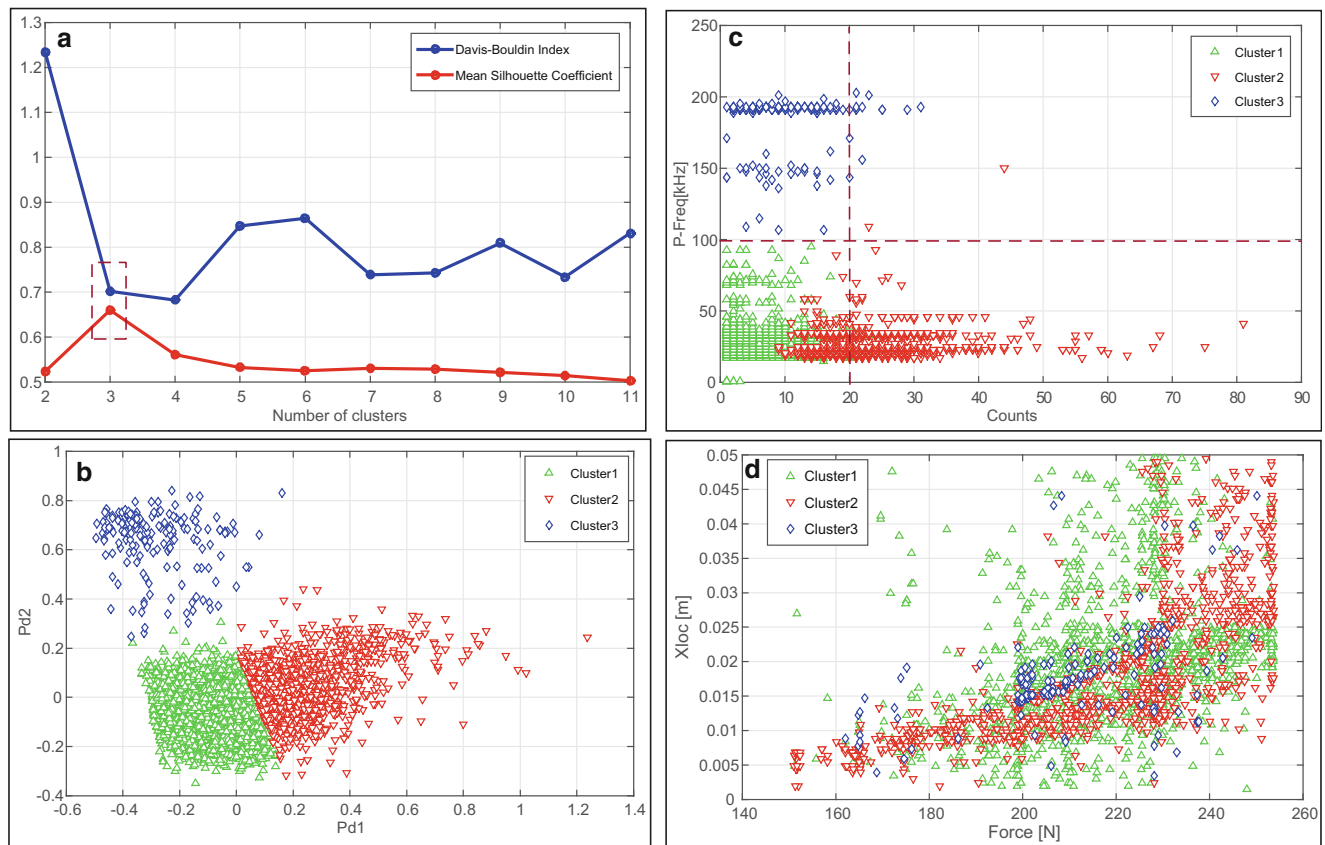 a
1.3
1.2
1.1
1
0.9
0.8
0.7
0.6
0.5
2 3 4 5 6 7 8 9 10 11
Number of clusters
Davis-Bouldin Index
Mean Silhouette Coefficient
c
250
200
150
100
50
0
P-Freq[kHz]
0 10 20 30 40 50 60 70 80 90
Counts
Cluster1
Cluster2
Cluster3
b
1
0.8
0.6
0.4
0.2
0
-0.2
-0.4
Pd2
-0.6 -0.4 -0.2 0 0.2 0.4 0.6 0.8 1 1.2 1.4
Pd1
Cluster1
Cluster2
Cluster3
d
0.05
0.045
0.04
0.035
0.03
0.025
0.02
0.015
0.01
0.005
0
Xloc [m]
140 160 180 200 220 240 260
Force [N]
Cluster1
Cluster2
Cluster3